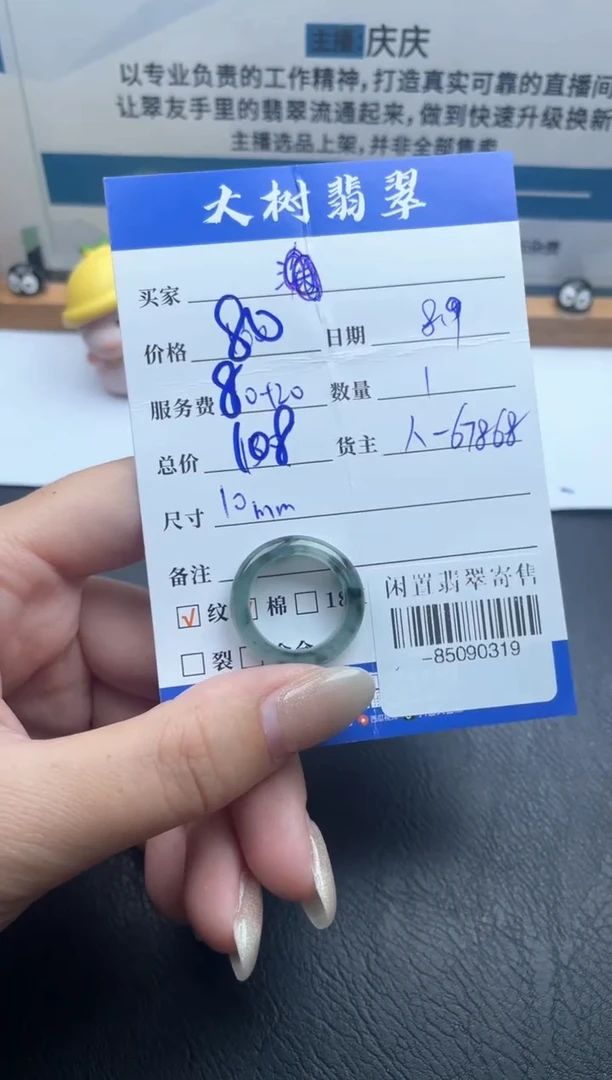 主播:庆庆
以专业负责的工作精神,打造真实可靠的直播间
让翠友手里的翡翠流通起来,做到快速升级换新
主播选品上架,并非全部售卖
大树翡翠
买家
价格 80 日期 8.9
服务费 80+20 数量 1
总价 108 货主 人-67868
尺寸 10mm
备注
☑纹 棉 □18
□裂
闲置翡翠寄售
-85090319